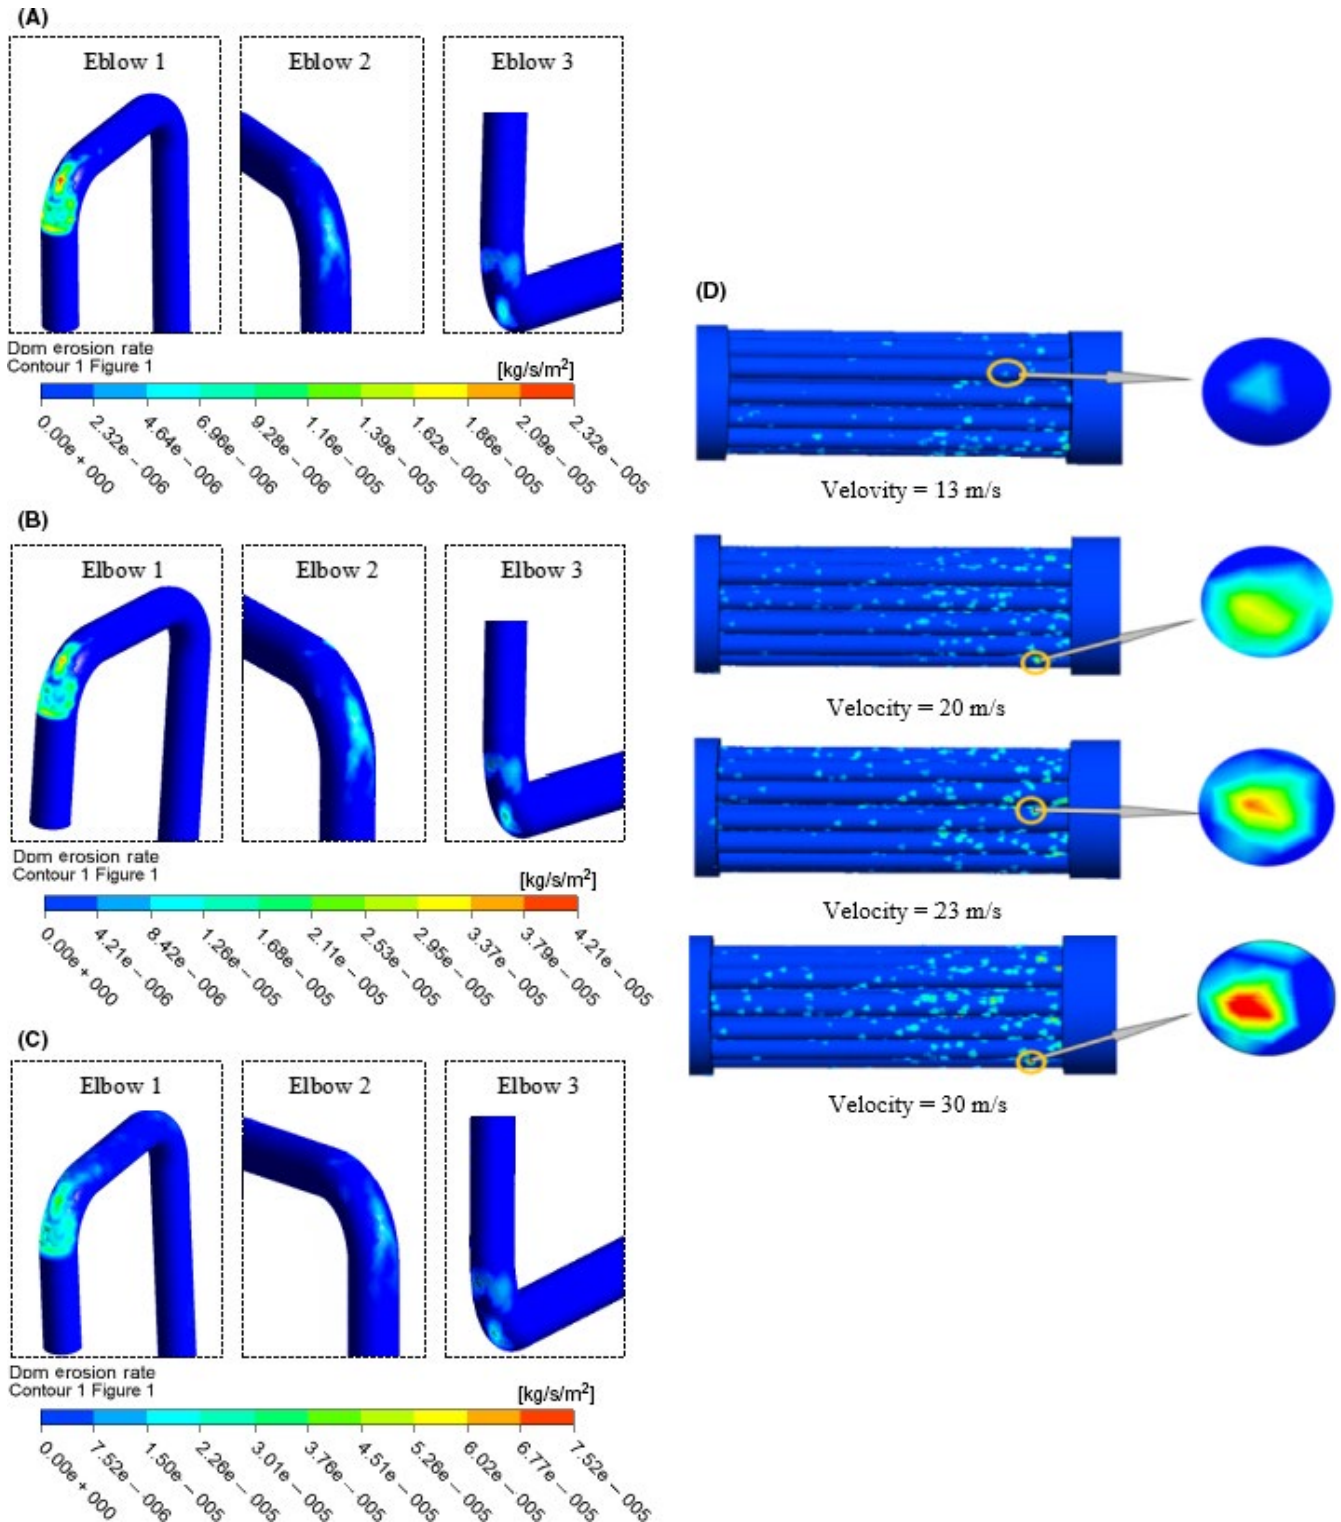 (A)
Eblow 1
Eblow 2
Eblow 3
Dpm erosion rate
Contour 1 Figure 1
[kg/s/m²]
0.00e+000
2.32e–006
4.64e–006
6.96e–006
9.28e–006
1.16e–005
1.39e–005
1.62e–005
1.86e–005
2.09e–005
2.32e–005
(B)
Elbow 1
Elbow 2
Elbow 3
Dpm erosion rate
Contour 1 Figure 1
[kg/s/m²]
0.00e+000
4.21e–006
8.42e–006
1.26e–005
1.68e–005
2.11e–005
2.53e–005
2.95e–005
3.37e–005
3.79e–005
4.21e–005
(C)
Elbow 1
Elbow 2
Elbow 3
Dpm erosion rate
Contour 1 Figure 1
[kg/s/m²]
0.00e+000
7.52e–006
1.50e–005
2.26e–005
3.01e–005
3.76e–005
4.51e–005
5.26e–005
6.02e–005
6.77e–005
7.52e–005
(D)
Velovity = 13 m/s
Velocity = 20 m/s
Velocity = 23 m/s
Velocity = 30 m/s